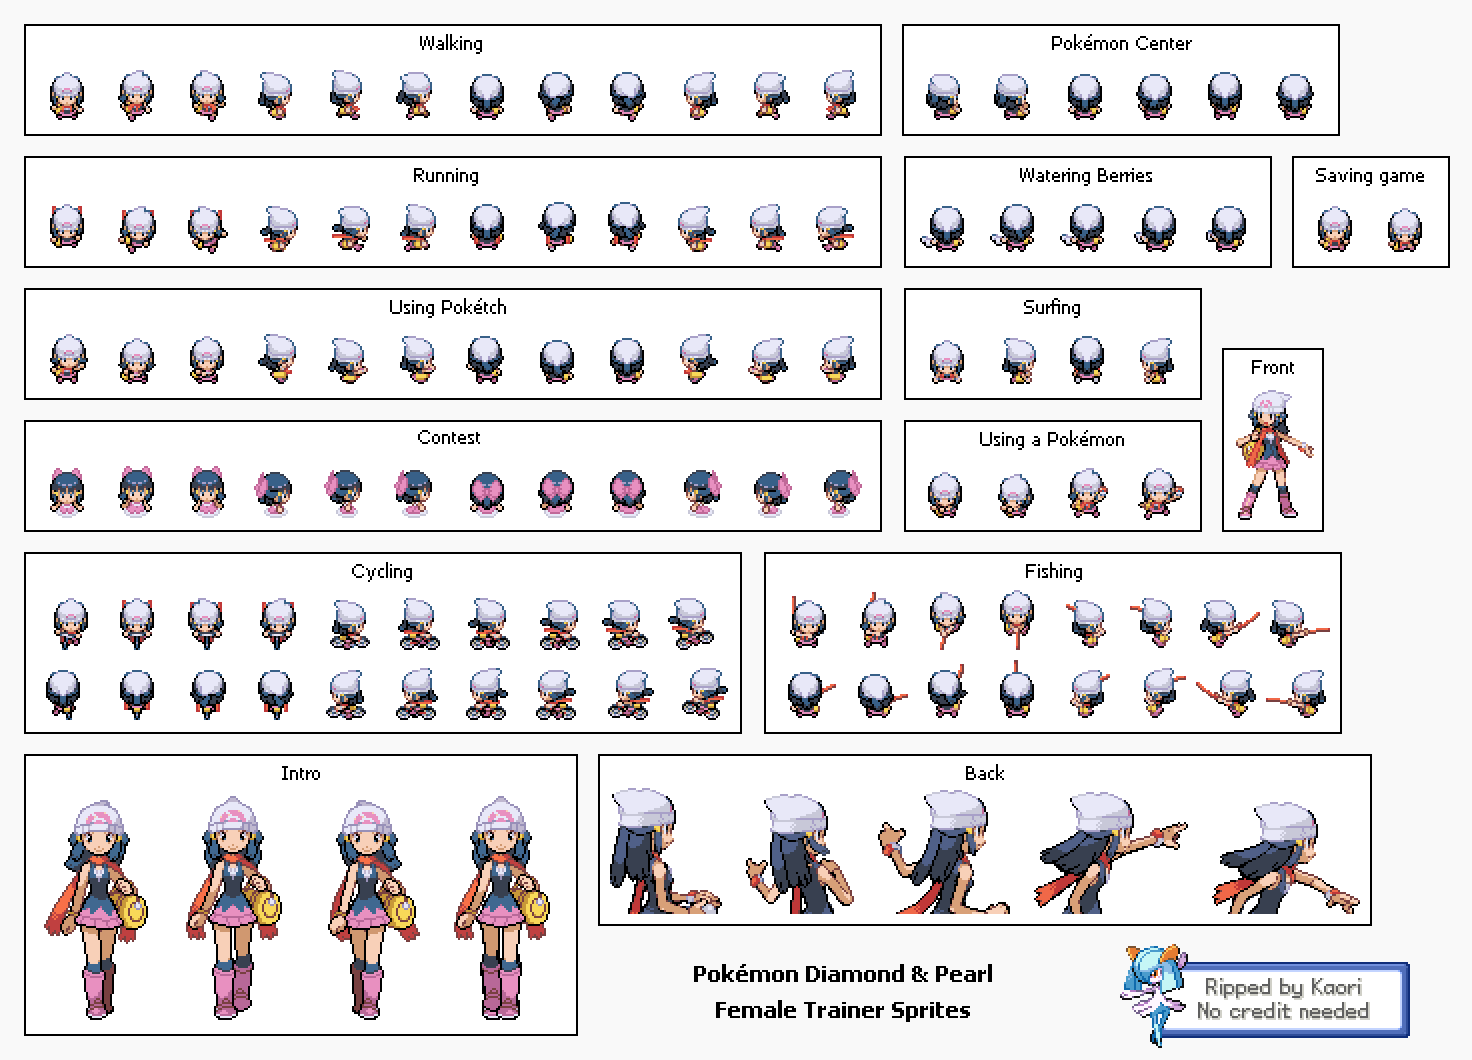 Walking
Pokémon Center
Running
Watering Berries
Saving game
Using Pokétch
Surfing
Front
Contest
Using a Pokémon
Cycling
Fishing
Intro
Back
Pokémon Diamond & Pearl
Female Trainer Sprites
Ripped by Kaori
No credit needed